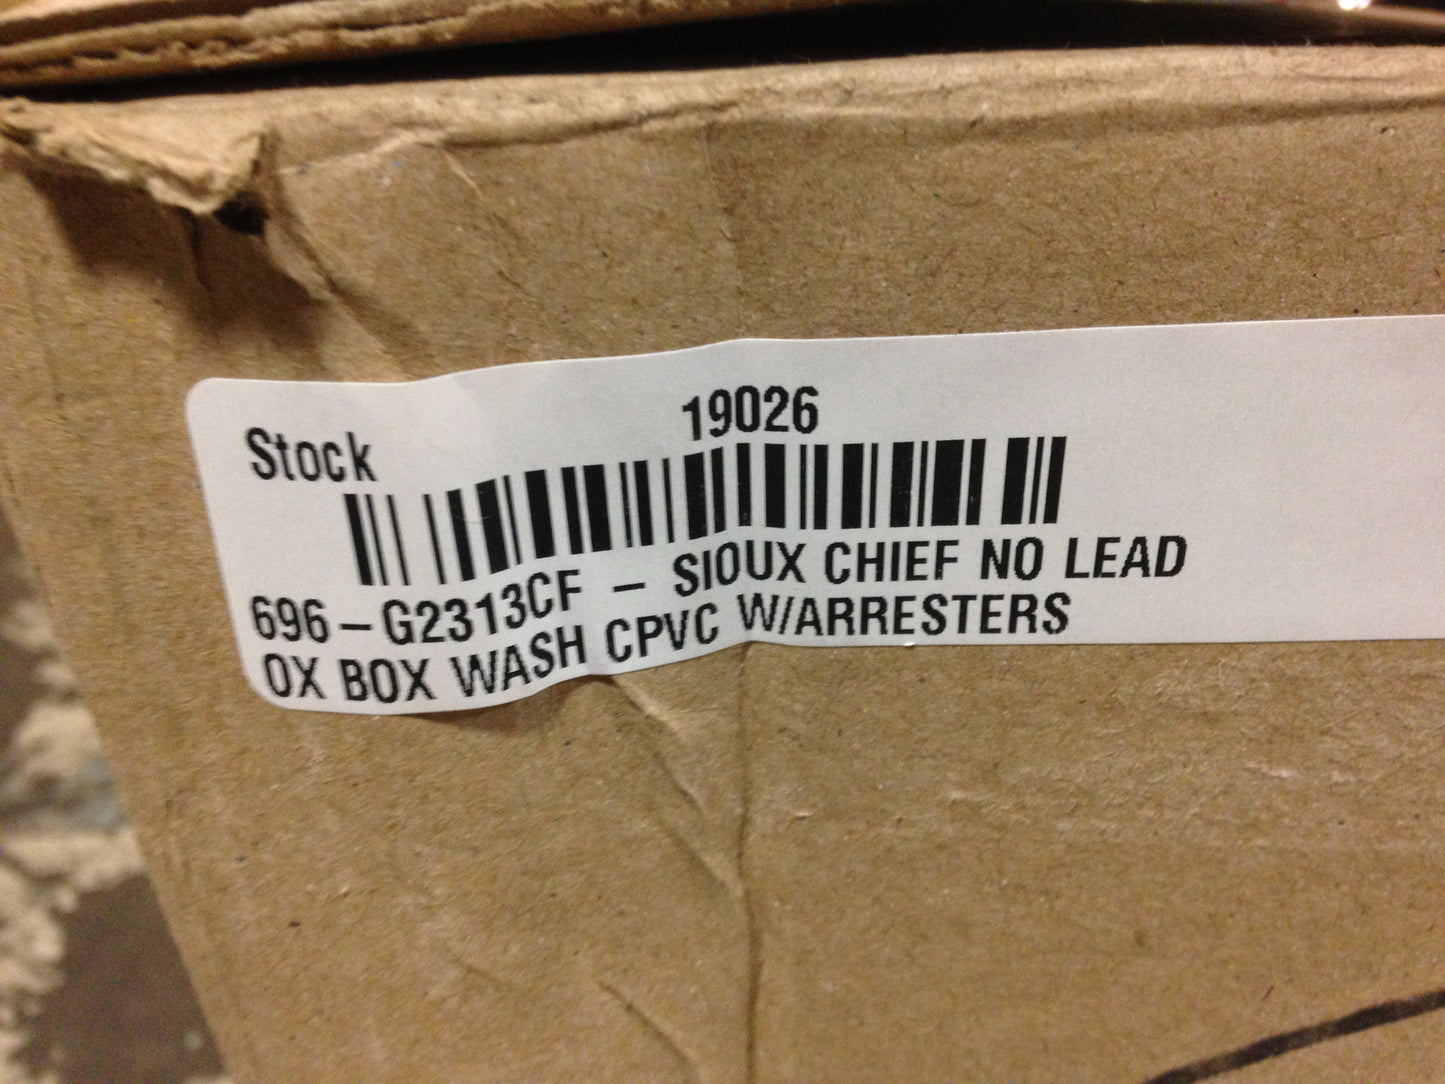 Stock
19026
696-G2313CF - SIOUX CHIEF NO LEAD
OX BOX WASH CPVC W/ARRESTERS